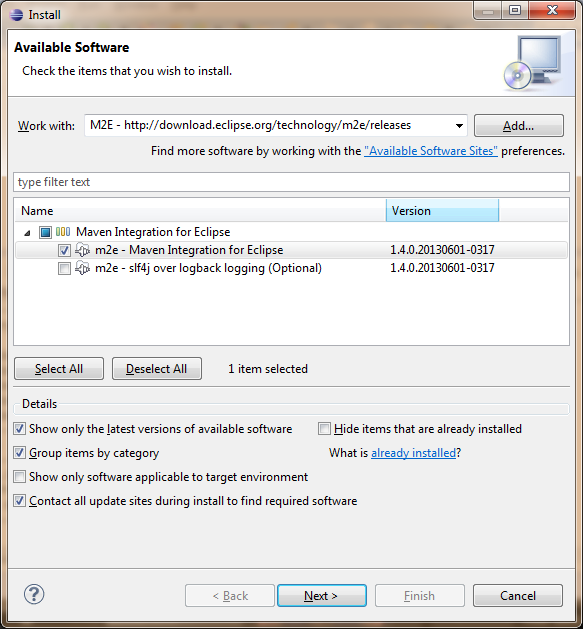 Install
Available Software
Check the items that you wish to install.
Work with: M2E - http://download.eclipse.org/technology/m2e/releases Add...
Find more software by working with the "Available Software Sites" preferences.
type filter text
Name Version
Maven Integration for Eclipse
m2e - Maven Integration for Eclipse 1.4.0.20130601-0317
m2e - slf4j over logback logging (Optional) 1.4.0.20130601-0317
Select All Deselect All 1 item selected
Details
Show only the latest versions of available software Hide items that are already installed
Group items by category What is already installed?
Show only software applicable to target environment
Contact all update sites during install to find required software
? < Back Next > Finish Cancel